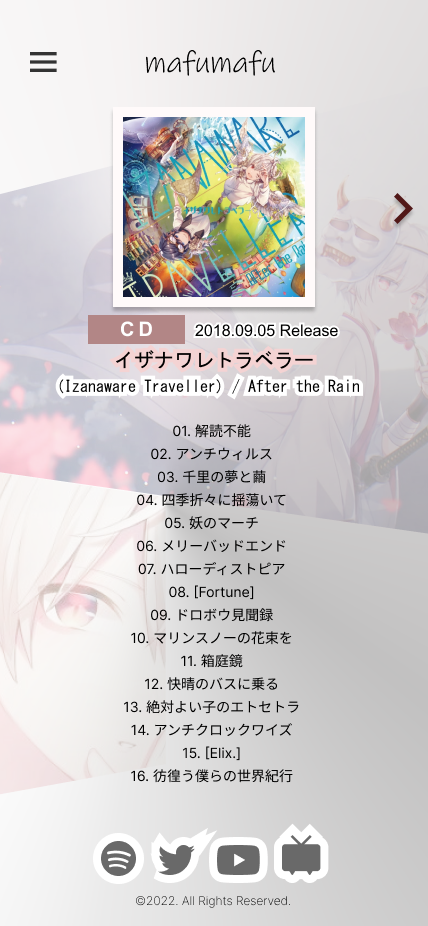 mafumafu
IZANAWARE
TRAVELLER
After the Rain
CD
2018.09.05 Release
イザナワレトラベラー
(Izanaware Traveller) / After the Rain
01. 解読不能
02. アンチウィルス
03. 千里の夢と繭
04. 四季折々に揺蕩いて
05. 妖のマーチ
06. メリーバッドエンド
07. ハローディストピア
08. [Fortune]
09. ドロボウ見聞録
10. マリンスノーの花束を
11. 箱庭鏡
12. 快晴のバスに乗る
13. 絶対よい子のエトセトラ
14. アンチクロックワイズ
15. [Elix.]
16. 彷徨う僕らの世界紀行
©2022. All Rights Reserved.